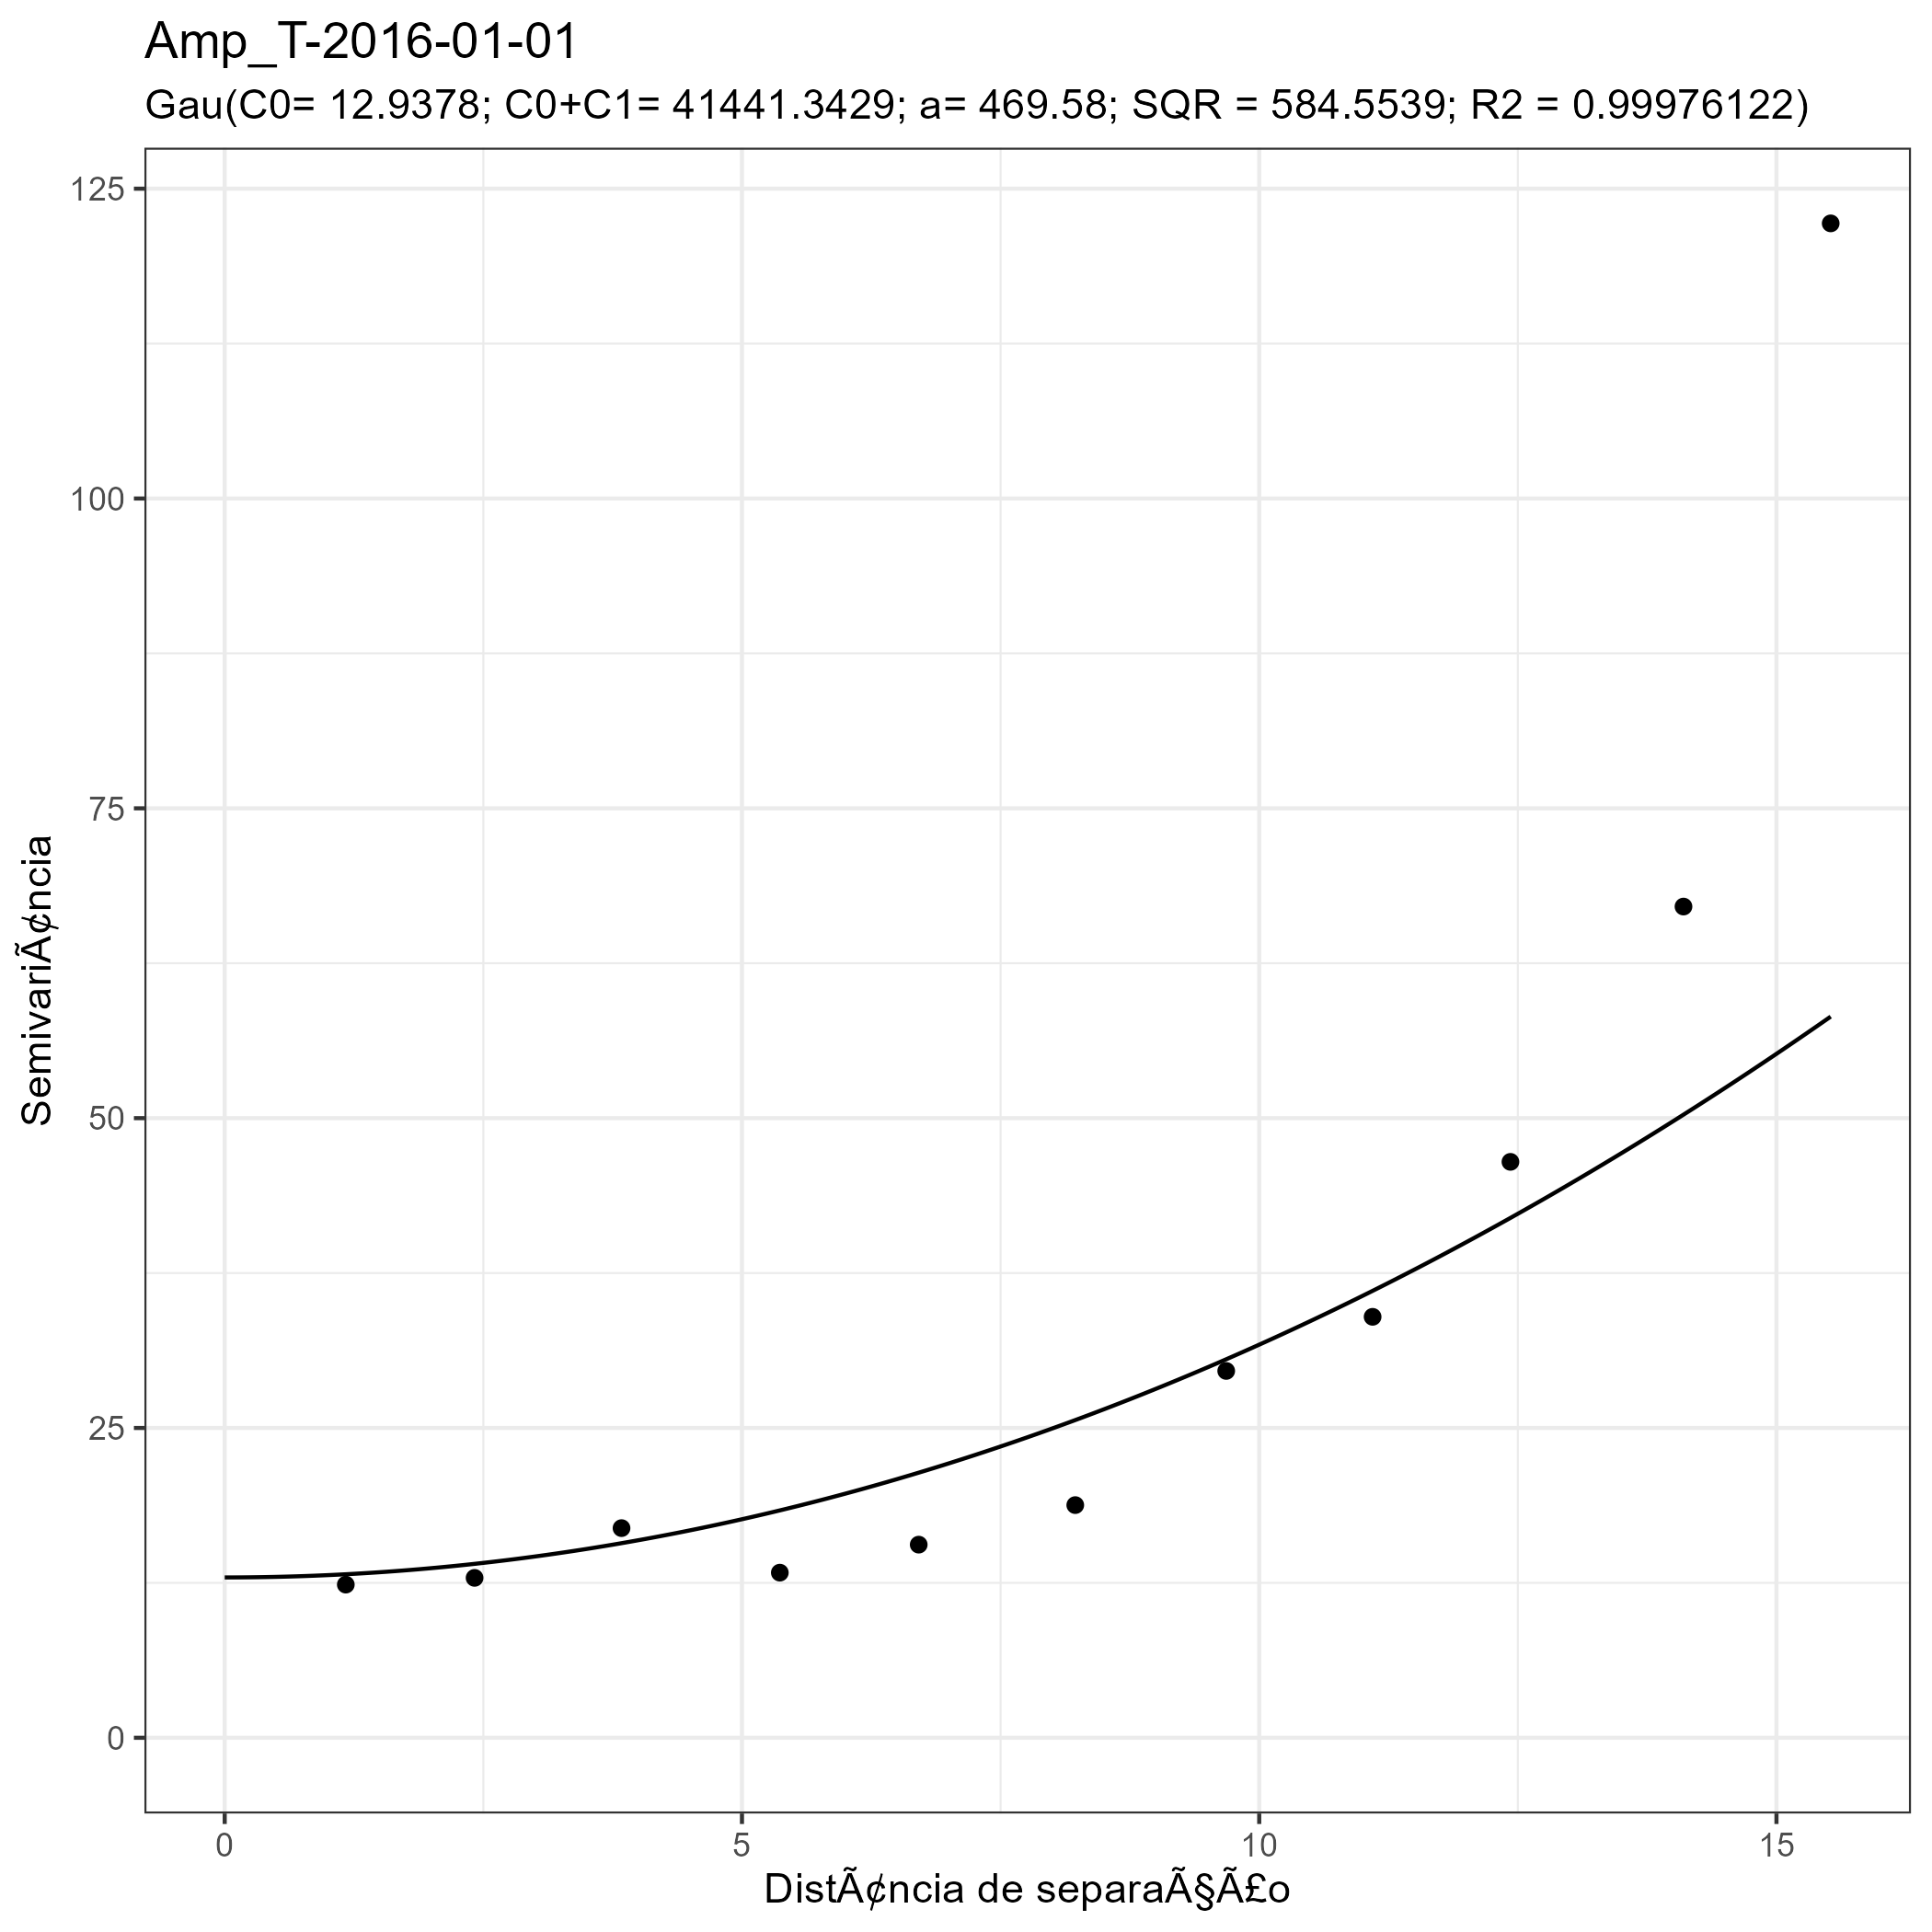 Amp_T-2016-01-01
Gau(C0= 12.9378; C0+C1= 41441.3429; a= 469.58; SQR = 584.5539; R2 = 0.99976122)
125
100
75
50
25
0
SemivariÃ¢ncia
0 5 10 15
DistÃ¢ncia de separaÃ§Ã£o